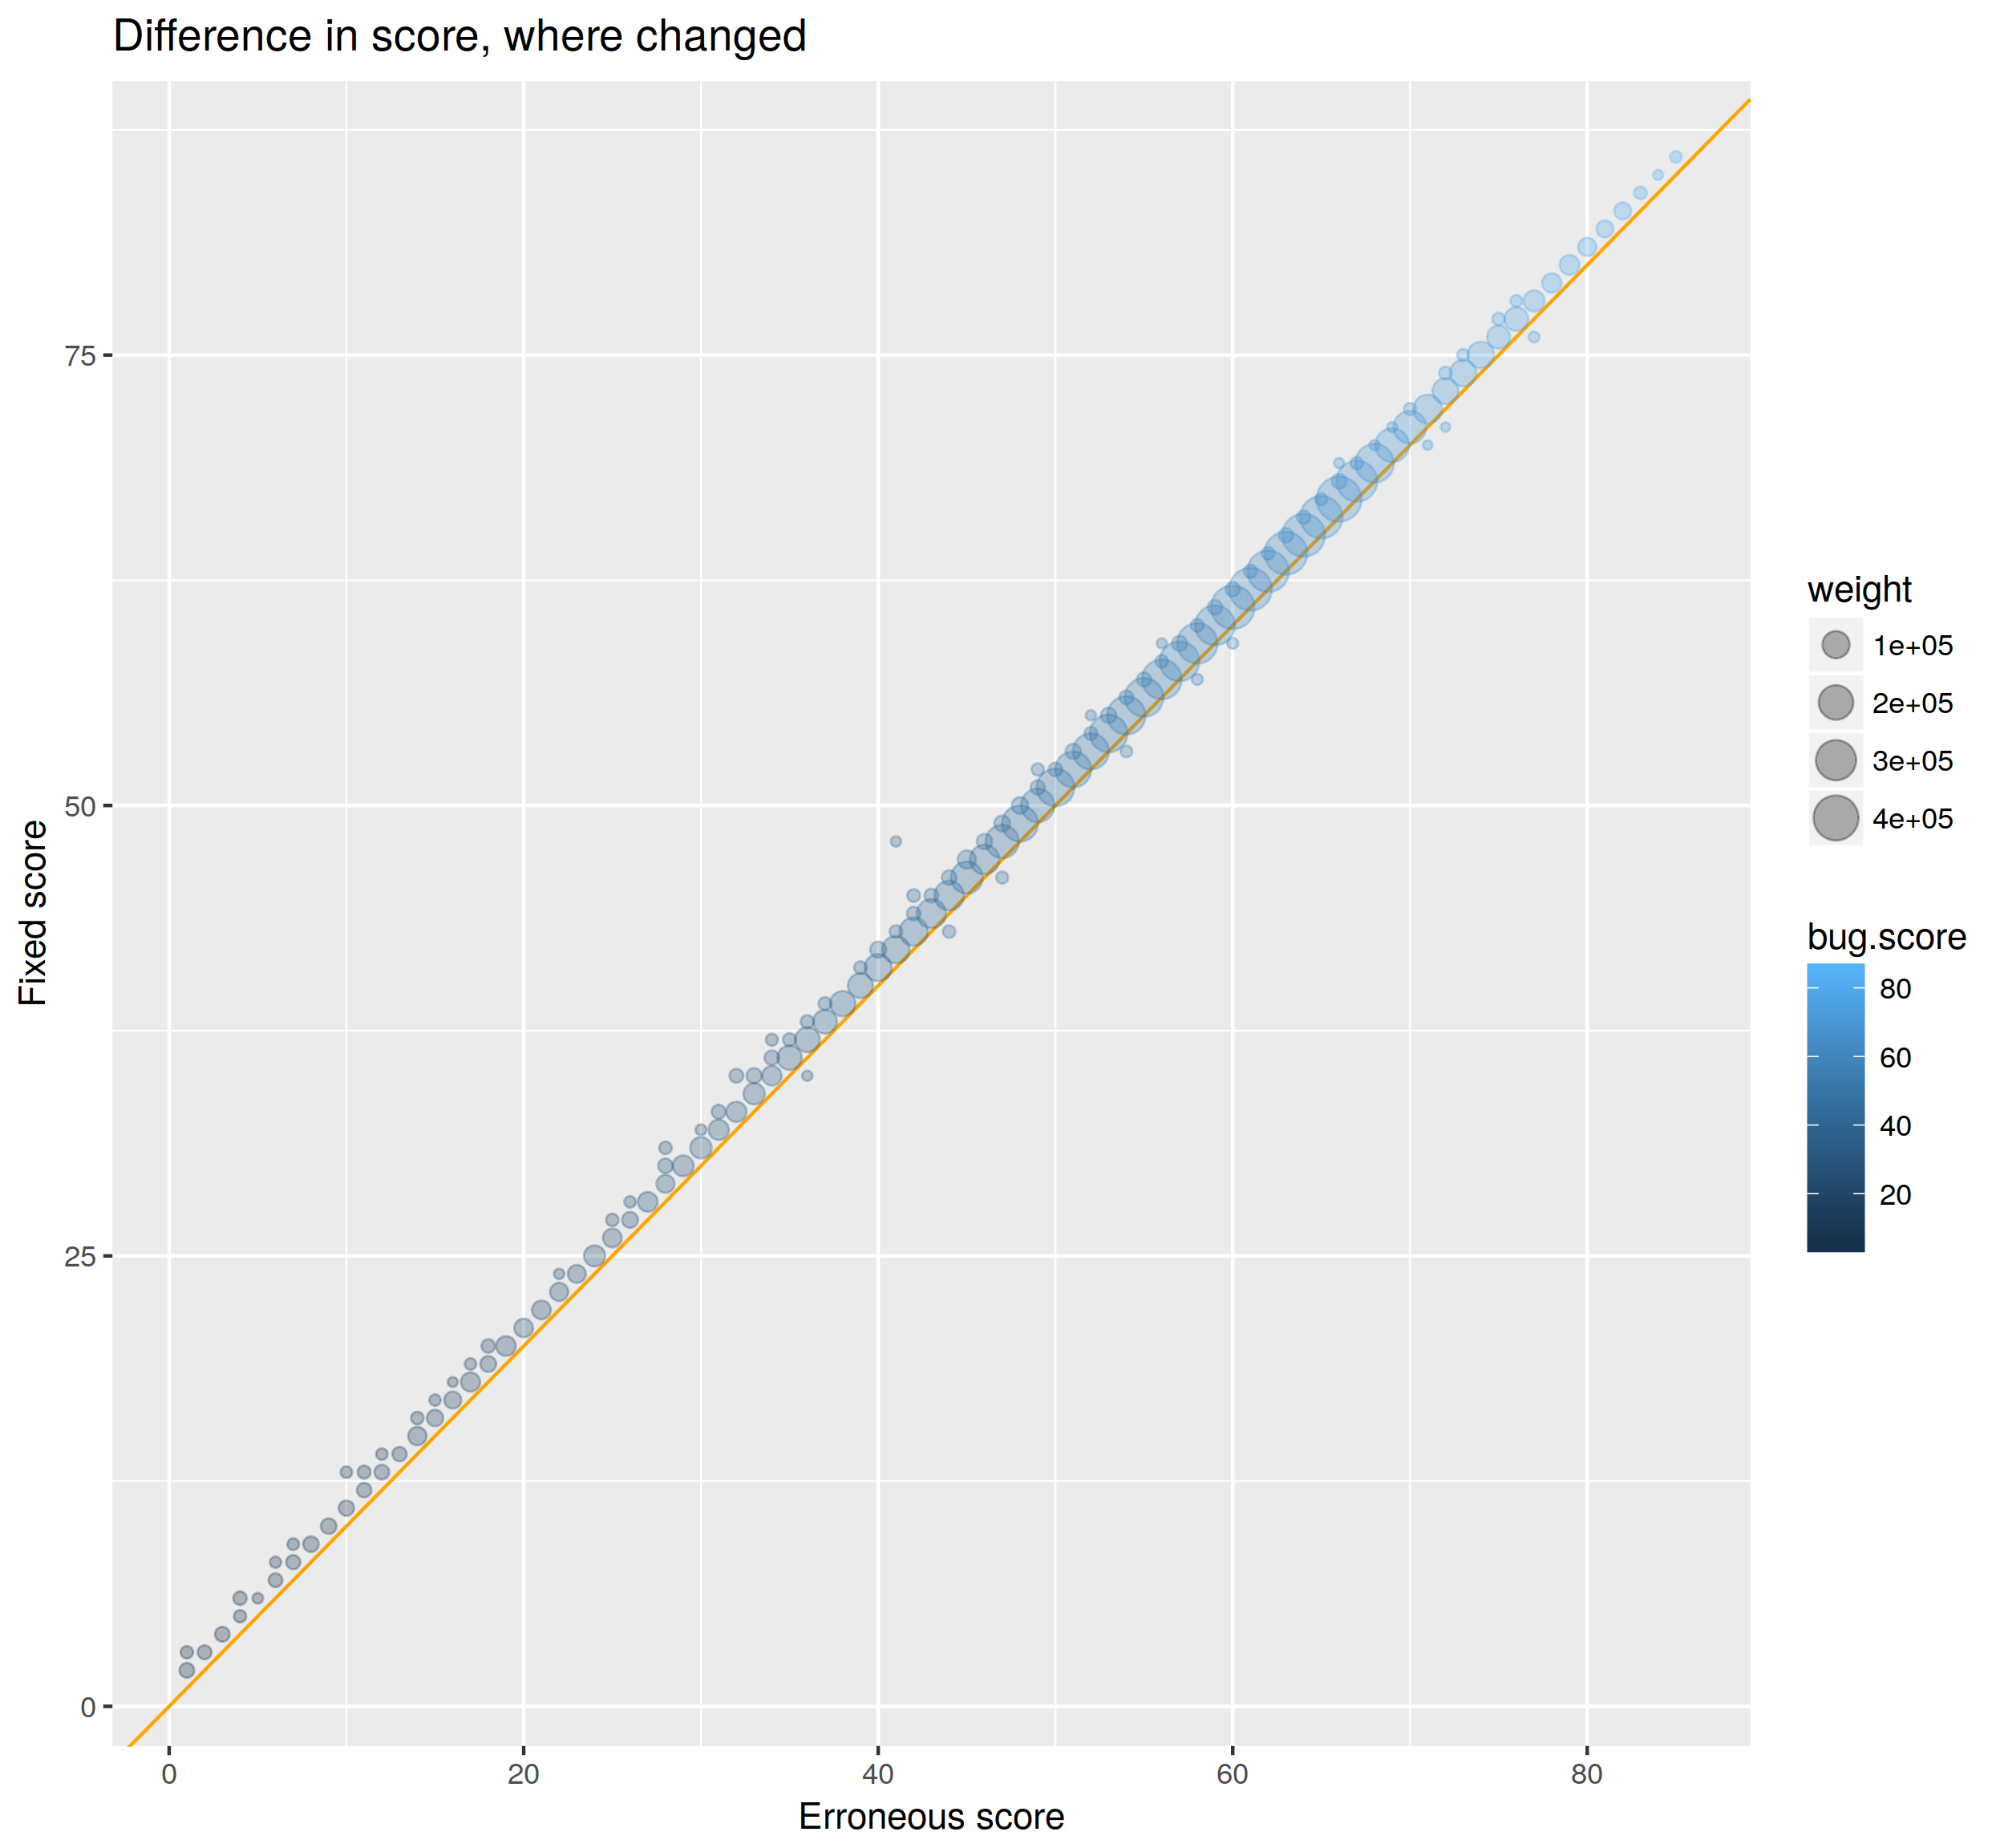 Difference in score, where changed
75
50
25
0
Fixed score
0 20 40 60 80
Erroneous score
weight
1e+05
2e+05
3e+05
4e+05
bug.score
80
60
40
20